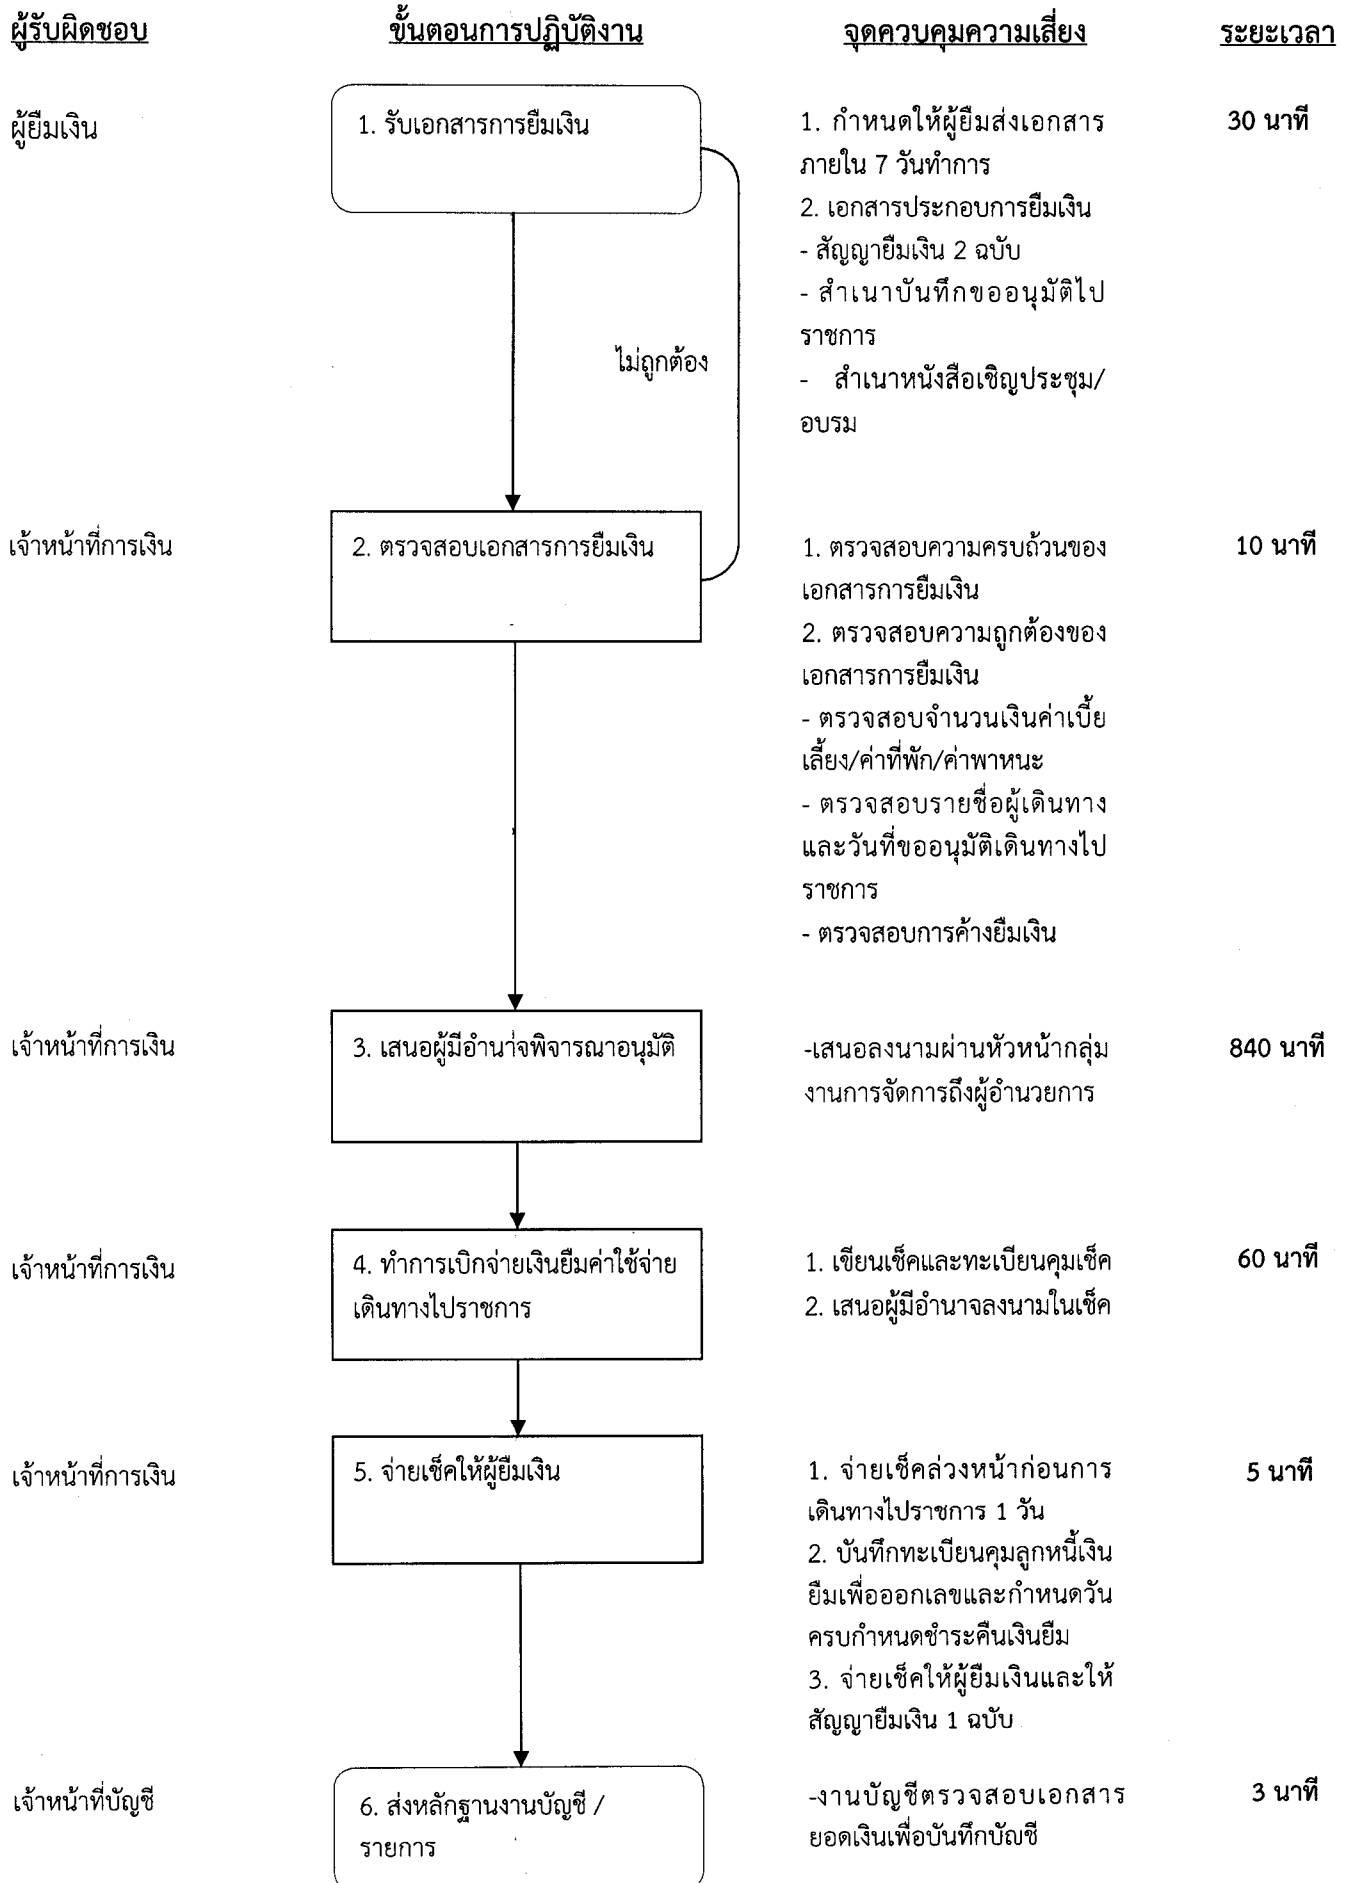 ผู้รับผิดชอบ ขั้นตอนการปฏิบัติงาน จุดควบคุมความเสี่ยง ระยะเวลา
ผู้ยืมเงิน
1. รับเอกสารการยืมเงิน
1. กำหนดให้ผู้ยืมส่งเอกสาร
ภายใน 7 วันทำการ
2. เอกสารประกอบการยืมเงิน
- สัญญายืมเงิน 2 ฉบับ
- สำเนาบันทึกขออนุมัติไป
ราชการ
- สำเนาหนังสือเชิญประชุม/
อบรม
30 นาที
ไม่ถูกต้อง
เจ้าหน้าที่การเงิน
2. ตรวจสอบเอกสารการยืมเงิน
1. ตรวจสอบความครบถ้วนของ
เอกสารการยืมเงิน
2. ตรวจสอบความถูกต้องของ
เอกสารการยืมเงิน
- ตรวจสอบจำนวนเงินค่าเบี้ย
เลี้ยง/ค่าที่พัก/ค่าพาหนะ
- ตรวจสอบรายชื่อผู้เดินทาง
และวันที่ขออนุมัติเดินทางไป
ราชการ
- ตรวจสอบการค้างยืมเงิน
10 นาที
เจ้าหน้าที่การเงิน
3. เสนอผู้มีอำนาจพิจารณาอนุมัติ
-เสนอลงนามผ่านหัวหน้ากลุ่ม
งานการจัดการถึงผู้อำนวยการ
840 นาที
เจ้าหน้าที่การเงิน
4. ทำการเบิกจ่ายเงินยืมค่าใช้จ่าย
เดินทางไปราชการ
1. เขียนเช็คและทะเบียนคุมเช็ค
2. เสนอผู้มีอำนาจลงนามในเช็ค
60 นาที
เจ้าหน้าที่การเงิน
5. จ่ายเช็คให้ผู้ยืมเงิน
1. จ่ายเช็คล่วงหน้าก่อนการ
เดินทางไปราชการ 1 วัน
2. บันทึกทะเบียนคุมลูกหนี้เงิน
ยืมเพื่อออกเลขและกำหนดวัน
ครบกำหนดชำระคืนเงินยืม
3. จ่ายเช็คให้ผู้ยืมเงินและให้
สัญญายืมเงิน 1 ฉบับ
5 นาที
เจ้าหน้าที่บัญชี
6. ส่งหลักฐานงานบัญชี /
รายการ
-งานบัญชีตรวจสอบเอกสาร
ยอดเงินเพื่อบันทึกบัญชี
3 นาที